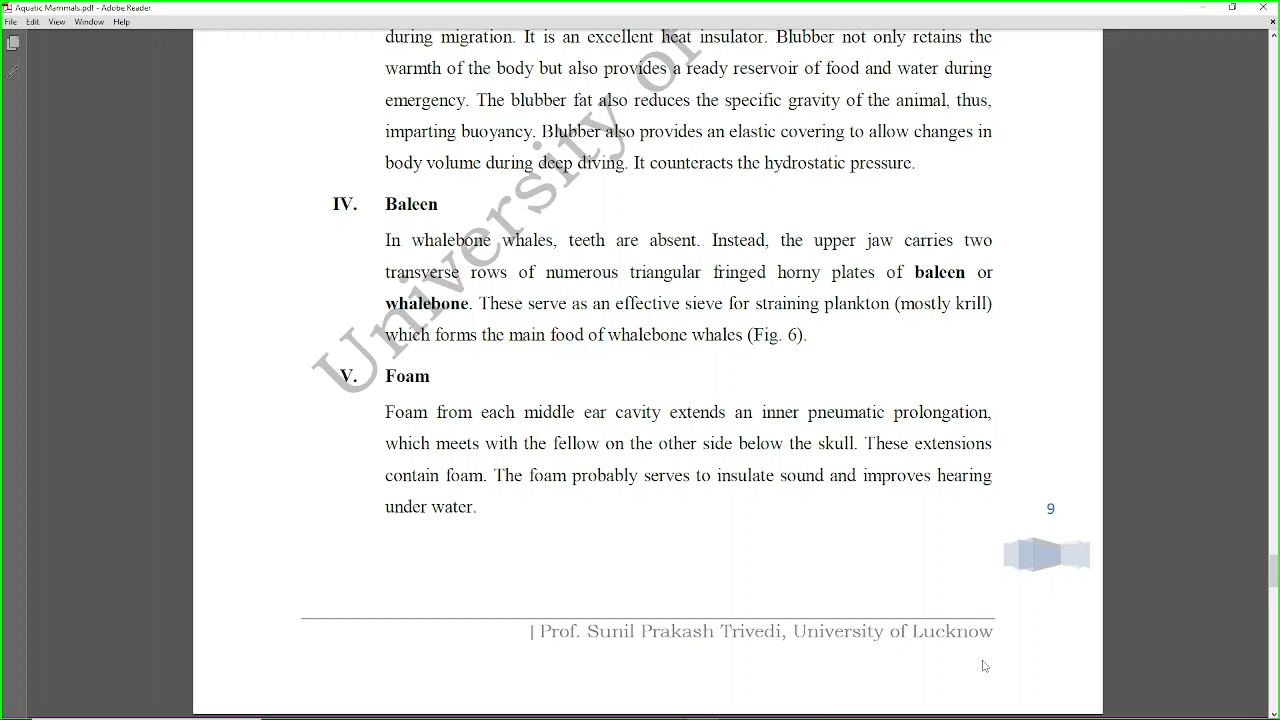 Aquatic Mammals.pdf - Adobe Reader
File Edit View Window Help
during migration. It is an excellent heat insulator. Blubber not only retains the
warmth of the body but also provides a ready reservoir of food and water during
emergency. The blubber fat also reduces the specific gravity of the animal, thus,
imparting buoyancy. Blubber also provides an elastic covering to allow changes in
body volume during deep diving. It counteracts the hydrostatic pressure.
IV. Baleen
In whalebone whales, teeth are absent. Instead, the upper jaw carries two
transverse rows of numerous triangular fringed horny plates of baleen or
whalebone. These serve as an effective sieve for straining plankton (mostly krill)
which forms the main food of whalebone whales (Fig. 6).
V. Foam
Foam from each middle ear cavity extends an inner pneumatic prolongation,
which meets with the fellow on the other side below the skull. These extensions
contain foam. The foam probably serves to insulate sound and improves hearing
under water.
9
| Prof. Sunil Prakash Trivedi, University of Lucknow
University of